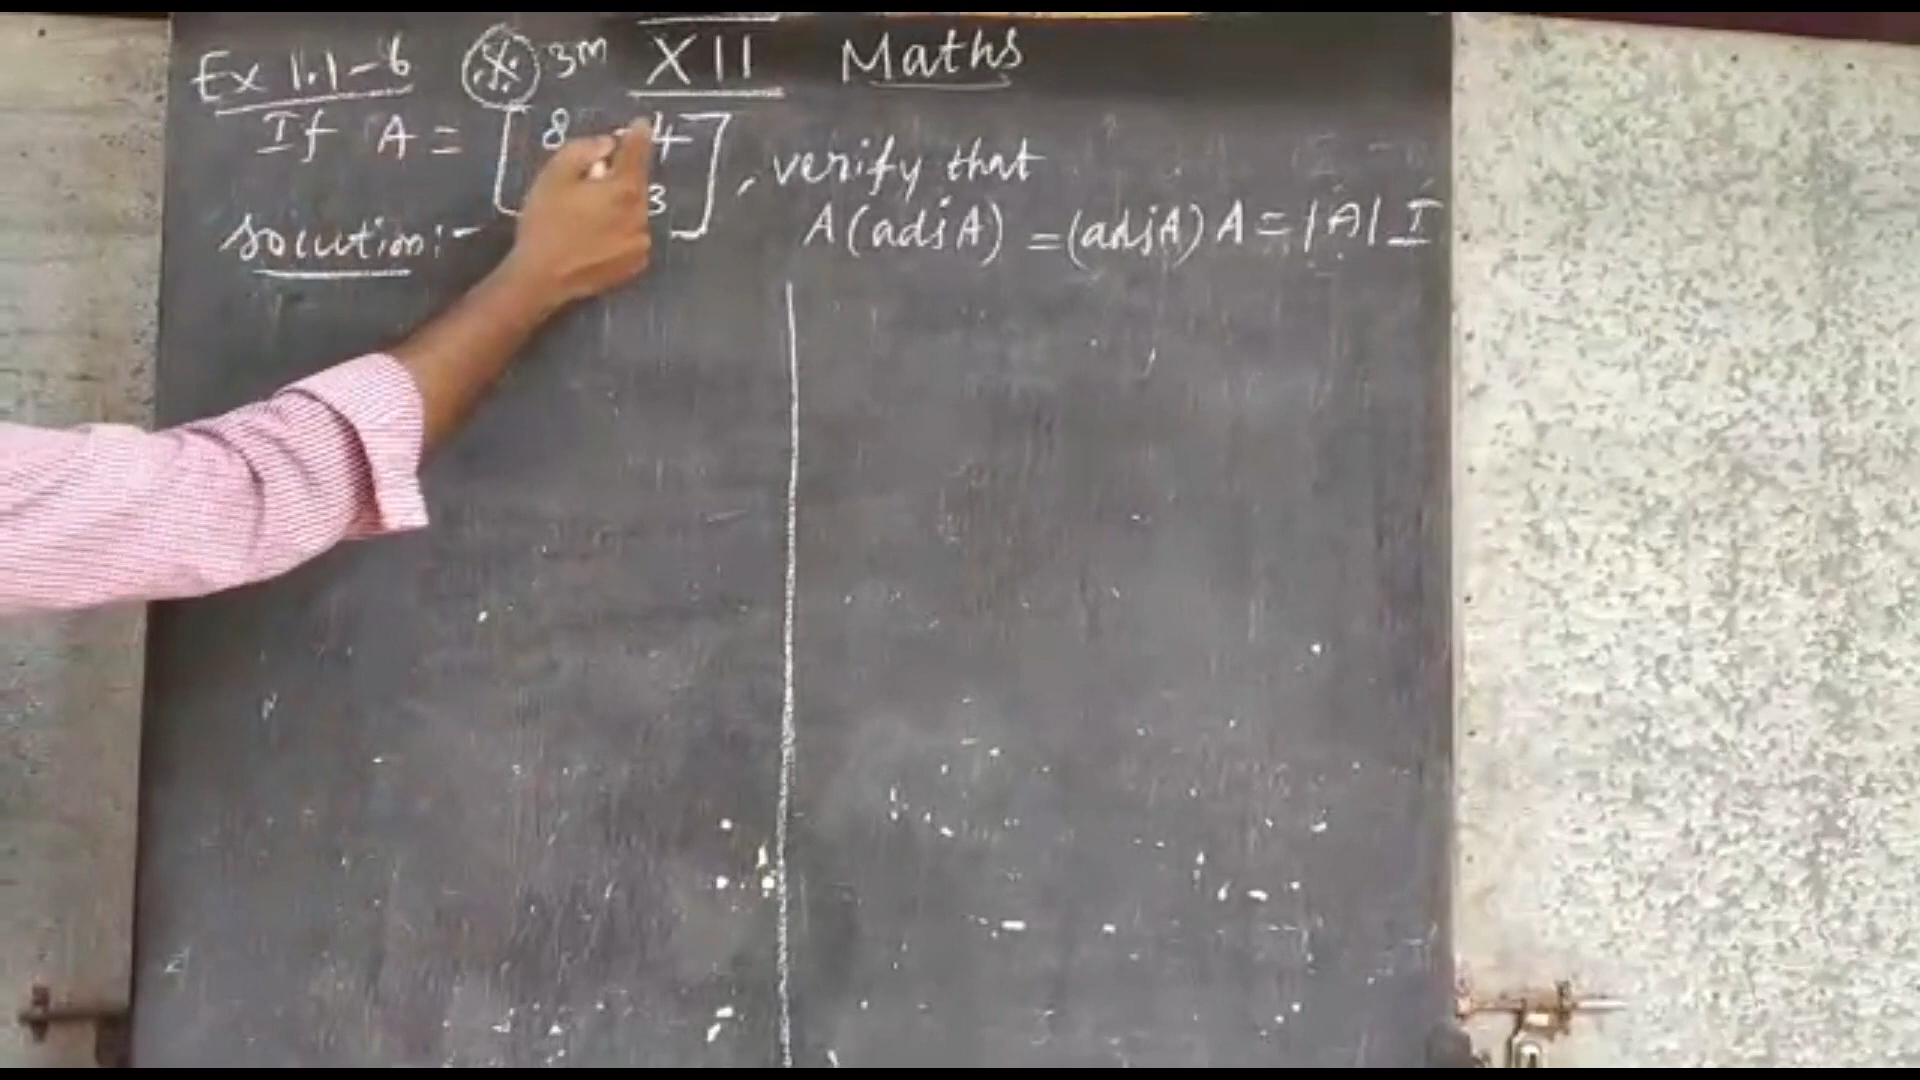 Ex 1.1-6 3m XII Maths
If A = [ 8 -4
3 ], verify that
Solution:- A(adjA) = (adjA) A = |A| I